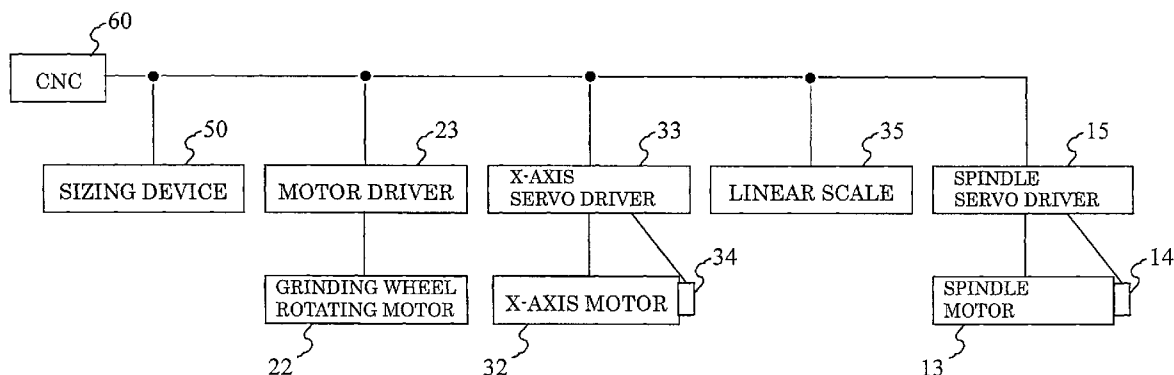 60
CNC
50
23
33
35
15
SIZING DEVICE
MOTOR DRIVER
X-AXIS
SERVO DRIVER
LINEAR SCALE
SPINDLE
SERVO DRIVER
34
14
GRINDING WHEEL
ROTATING MOTOR
X-AXIS MOTOR
SPINDLE
MOTOR
22
32
13